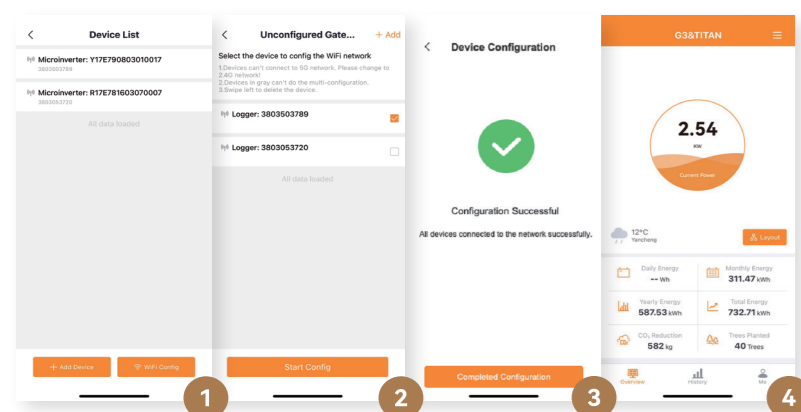 Device List
Microinverter: Y17E790803010017
3803503789
Microinverter: R17E781603070007
3803053720
All data loaded
+ Add Device
WiFi Config
1
Unconfigured Gate...
+ Add
Select the device to config the WiFi network
1.Devices can't connect to 5G network. Please change to
2.4G network!
2.Devices in gray can't do the multi-configuration.
3.Swipe left to delete the device.
Logger: 3803503789
Logger: 3803053720
All data loaded
Start Config
2
Device Configuration
Configuration Successful
All devices connected to the network successfully.
Completed Configuration
3
G3&TITAN
2.54
KW
Current Power
12°C
Yancheng
Layout
Daily Energy
-- Wh
Monthly Energy
311.47 kWh
Yearly Energy
587.53 kWh
Total Energy
732.71 kWh
CO₂ Reduction
582 kg
Trees Planted
40 Trees
Overview
History
Me
4